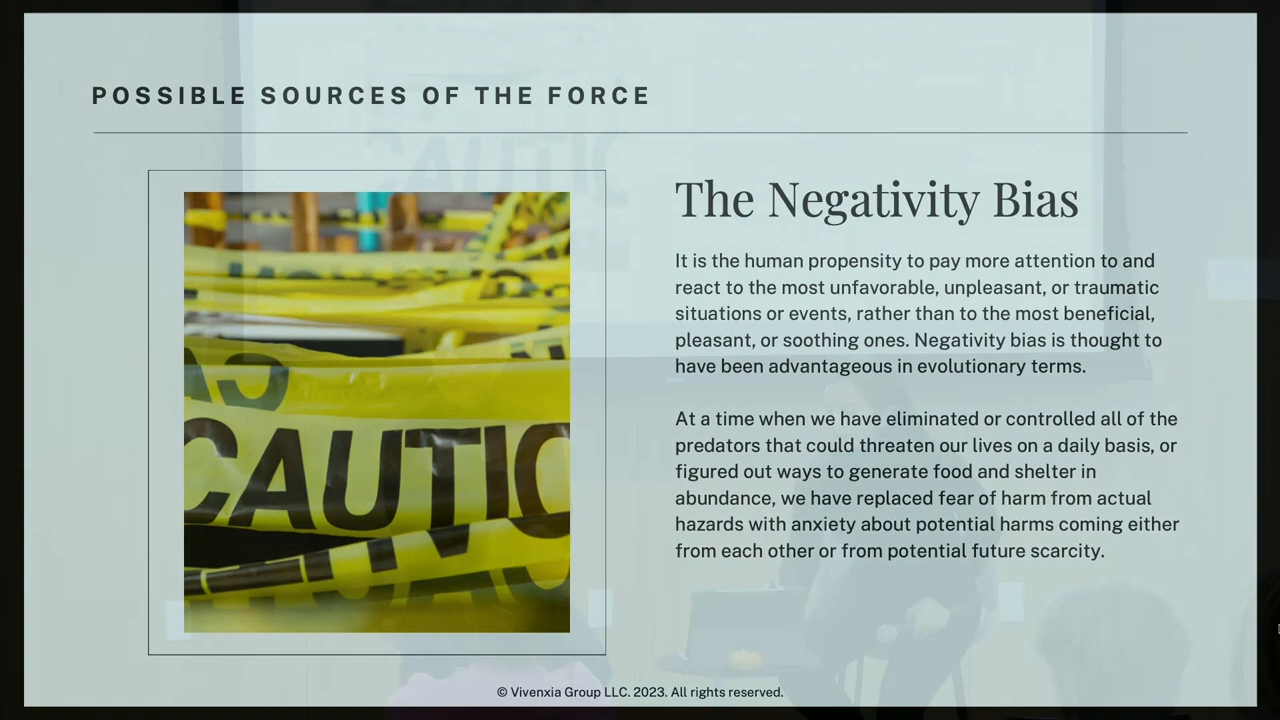 POSSIBLE SOURCES OF THE FORCE
The Negativity Bias
It is the human propensity to pay more attention to and
react to the most unfavorable, unpleasant, or traumatic
situations or events, rather than to the most beneficial,
pleasant, or soothing ones. Negativity bias is thought to
have been advantageous in evolutionary terms.
At a time when we have eliminated or controlled all of the
predators that could threaten our lives on a daily basis, or
figured out ways to generate food and shelter in
abundance, we have replaced fear of harm from actual
hazards with anxiety about potential harms coming either
from each other or from potential future scarcity.
CAUTIO
© Vivenxia Group LLC. 2023. All rights reserved.